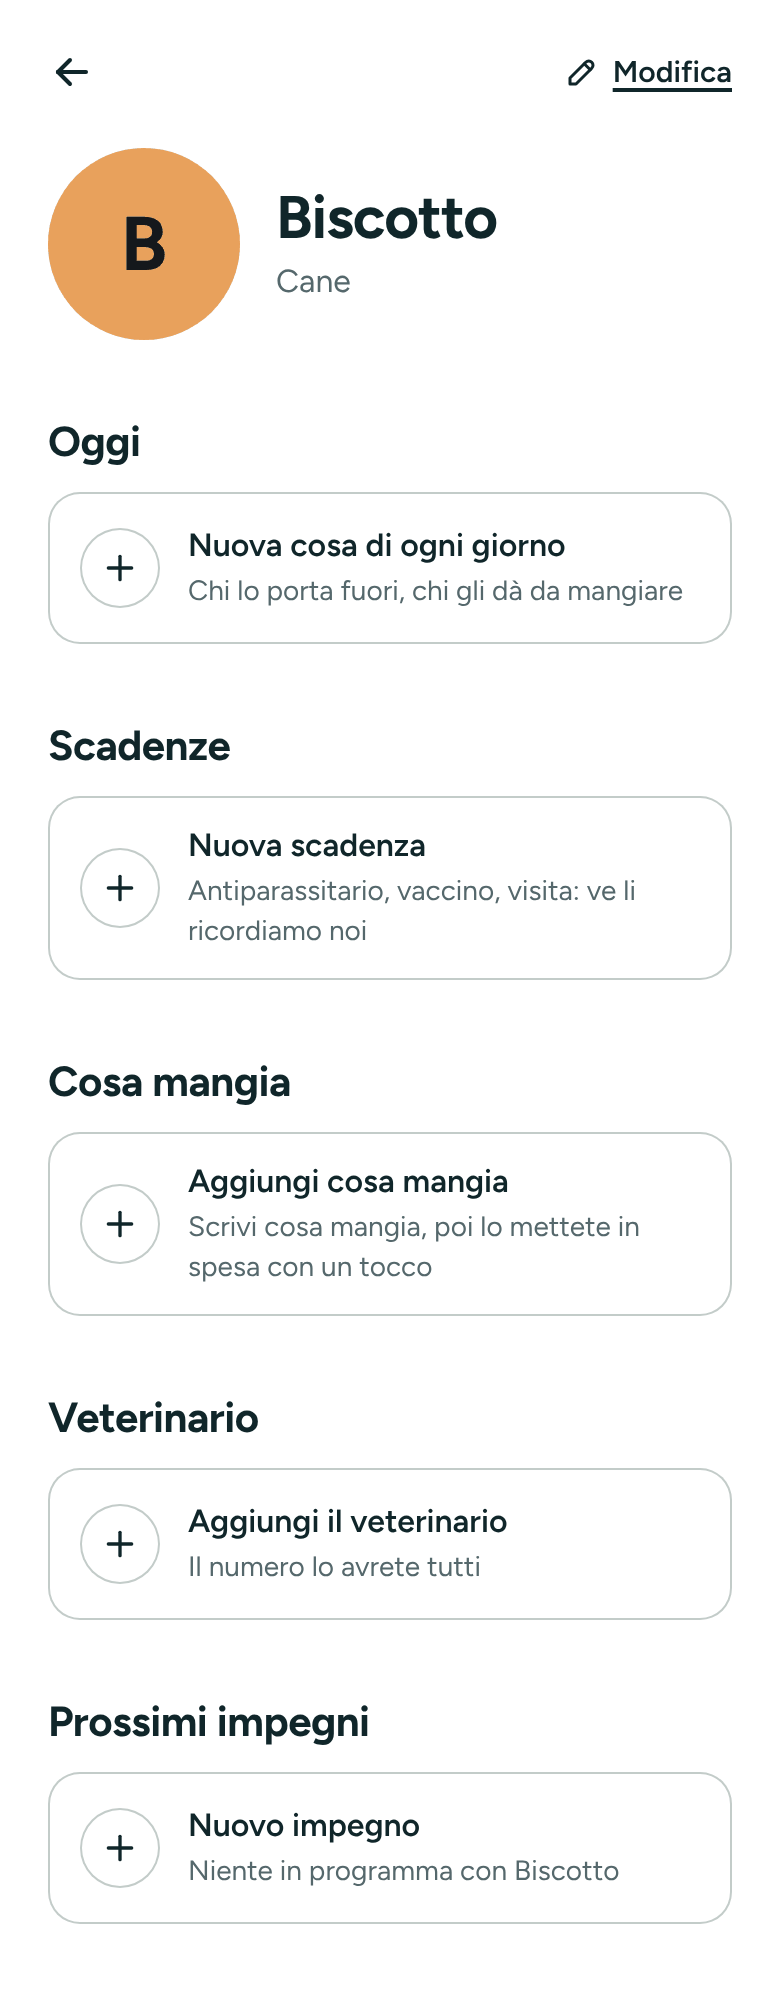 Modifica
B
Biscotto
Cane
Oggi
Nuova cosa di ogni giorno
Chi lo porta fuori, chi gli dà da mangiare
Scadenze
Nuova scadenza
Antiparassitario, vaccino, visita: ve li
ricordiamo noi
Cosa mangia
Aggiungi cosa mangia
Scrivi cosa mangia, poi lo mettete in
spesa con un tocco
Veterinario
Aggiungi il veterinario
Il numero lo avrete tutti
Prossimi impegni
Nuovo impegno
Niente in programma con Biscotto